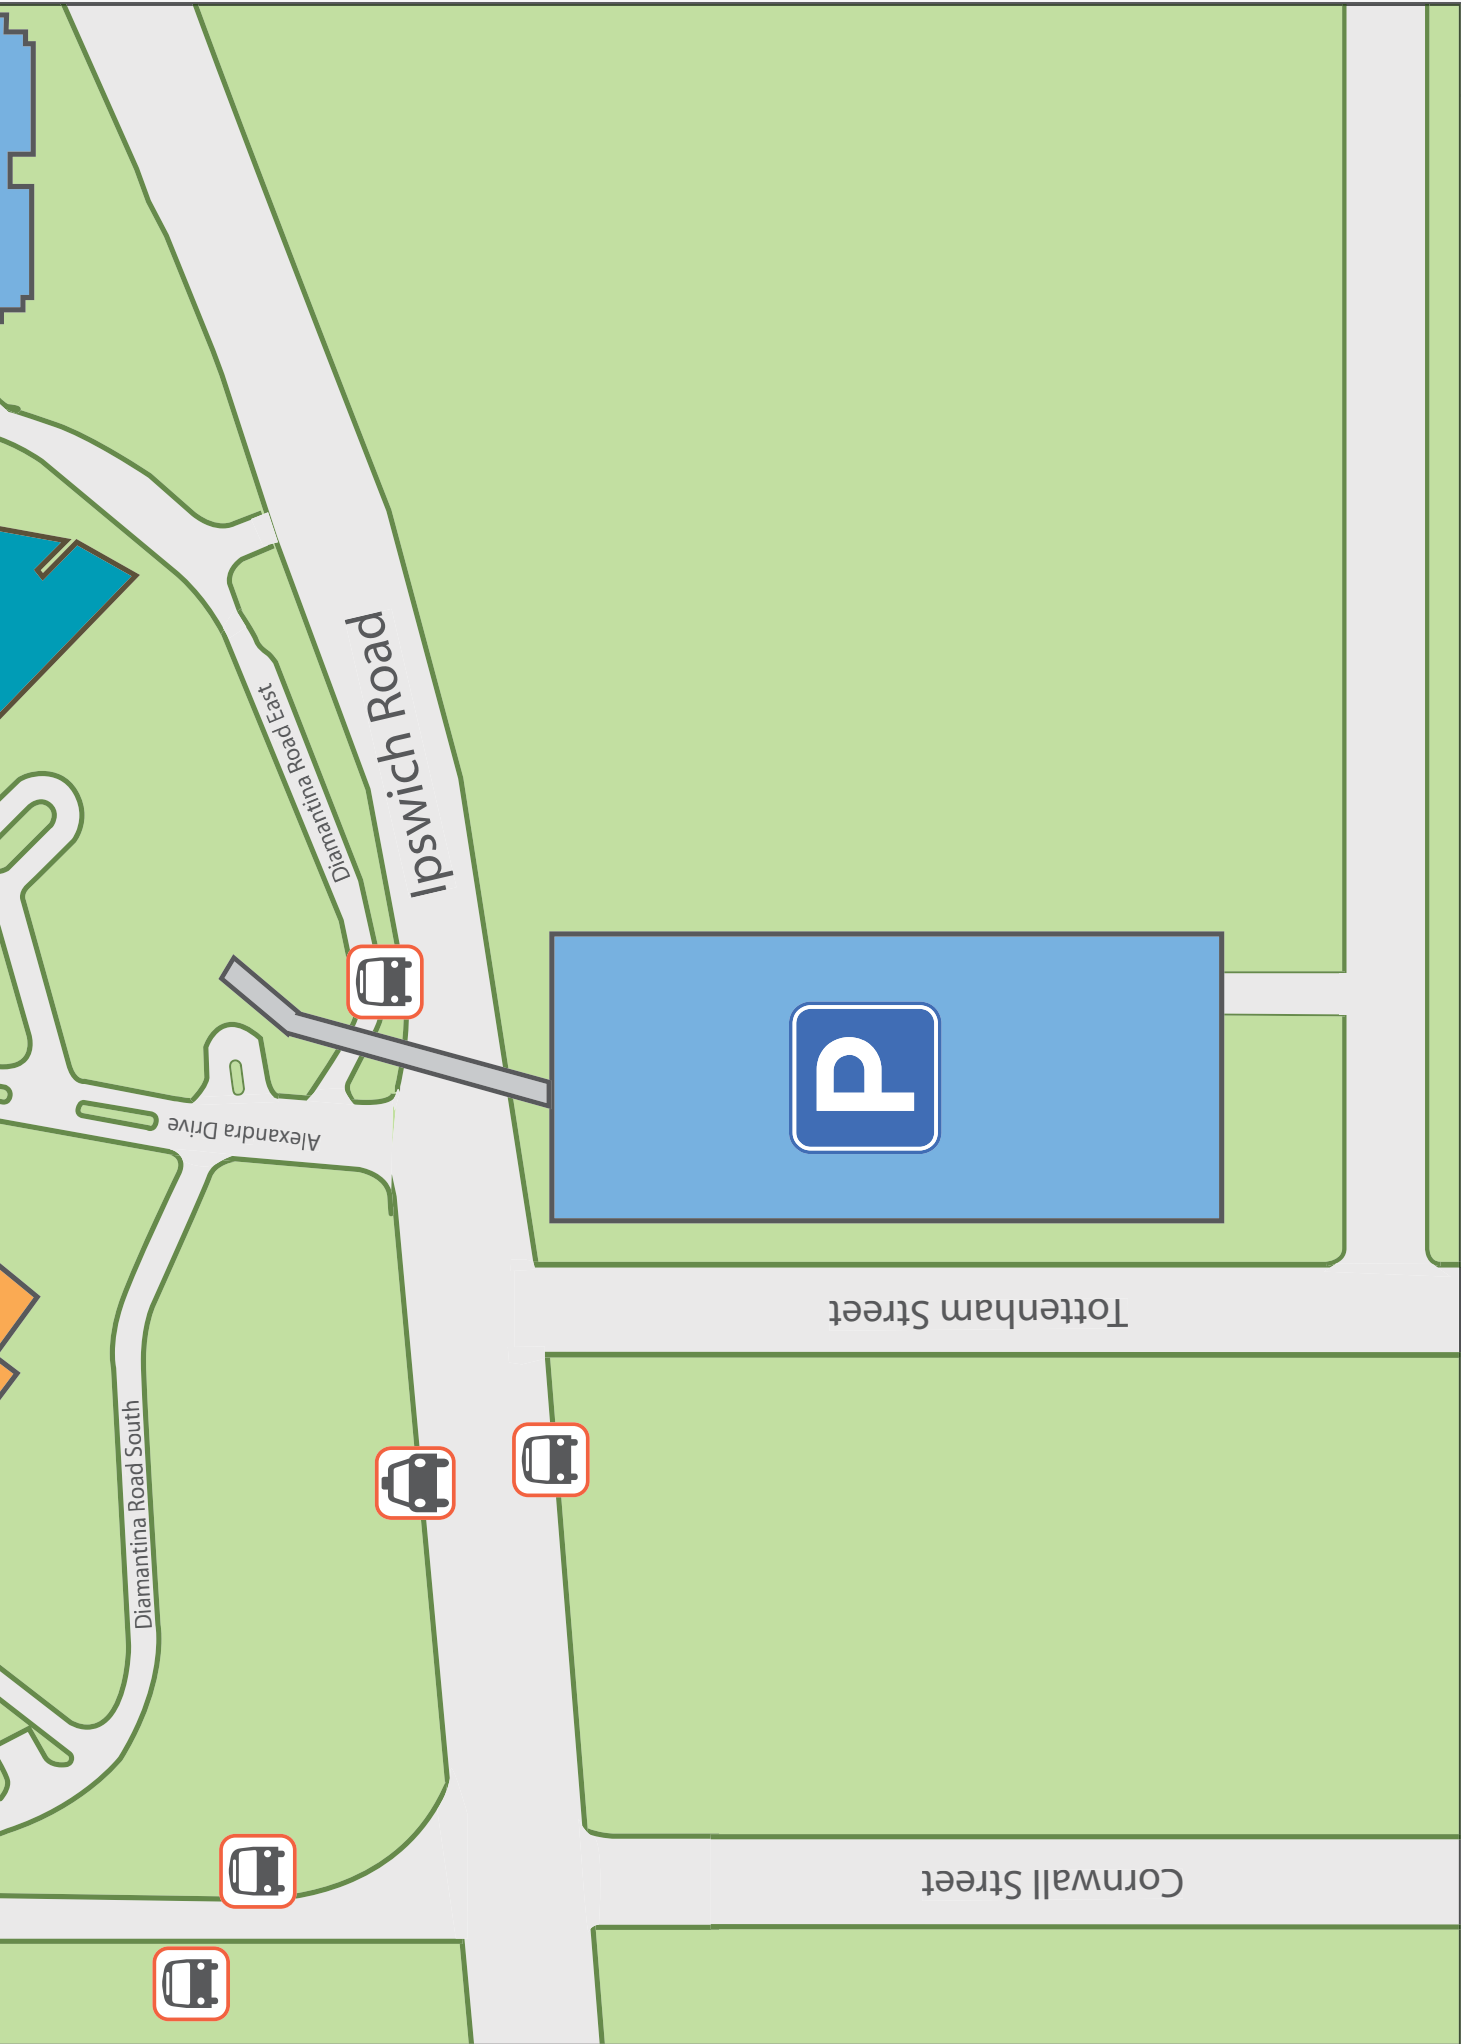 Ipswich Road
Diamantina Road East
P
Alexandra Drive
Tottenham Street
Diamantina Road South
Cornwall Street